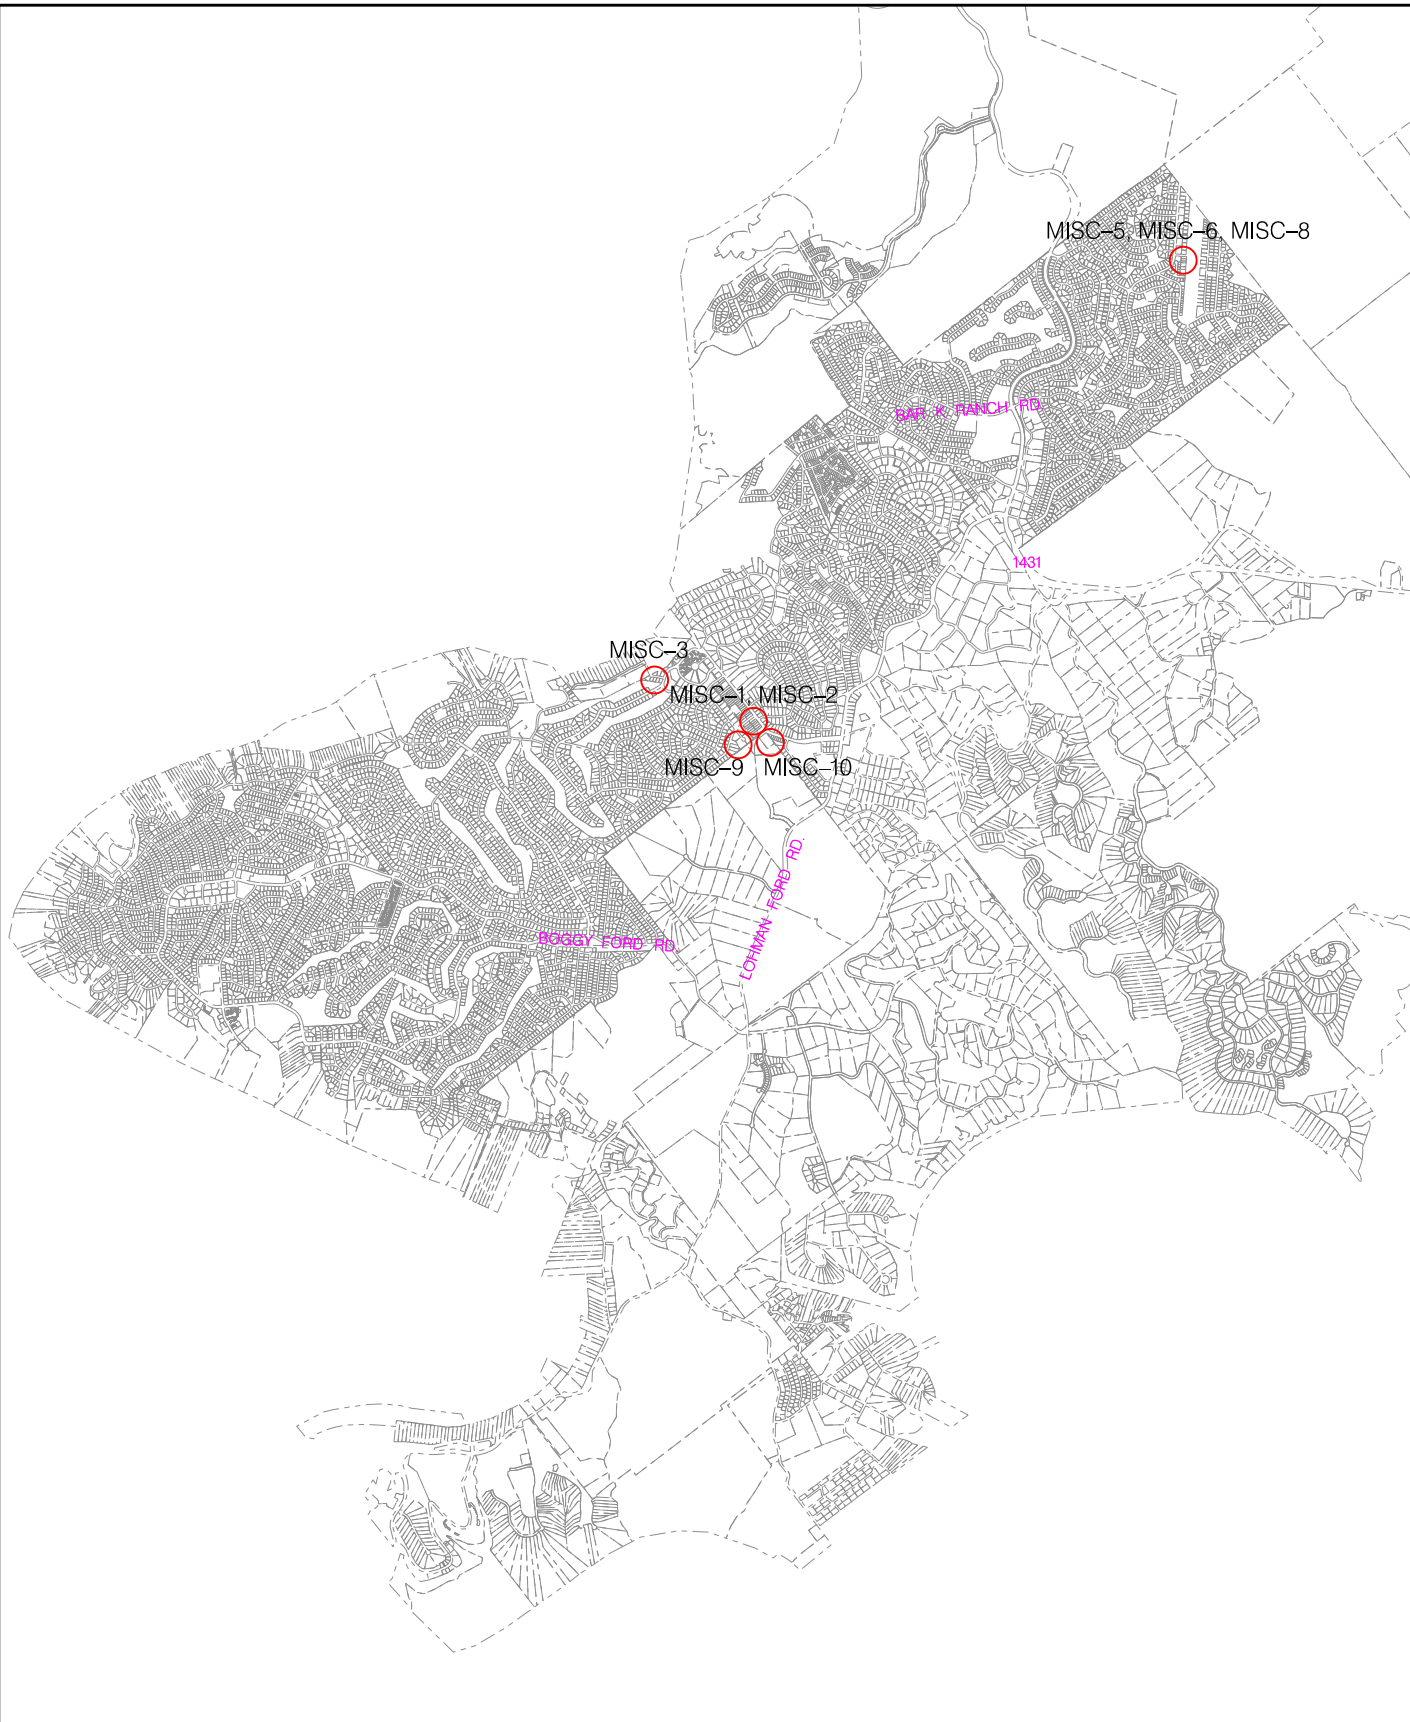 MISC-5, MISC-6, MISC-8
BAR K RANCH RD.
1431
MISC-3
MISC-1, MISC-2
MISC-9
MISC-10
LOHMAN FORD RD.
BOGGY FORD RD.